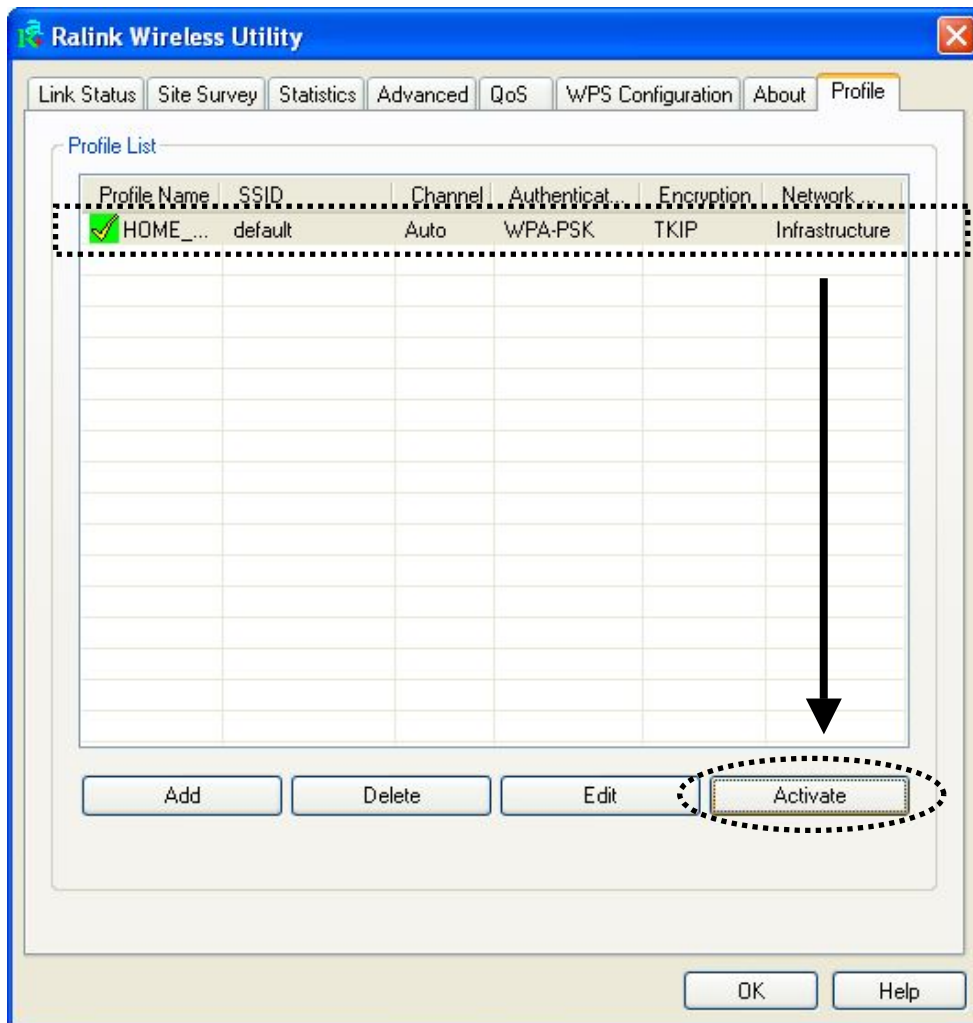 Ralink Wireless Utility
Link Status Site Survey Statistics Advanced QoS WPS Configuration About Profile
Profile List
Profile Name SSID Channel Authenticat... Encryption Network ...
HOME_... default Auto WPA-PSK TKIP Infrastructure
Add Delete Edit Activate
OK Help